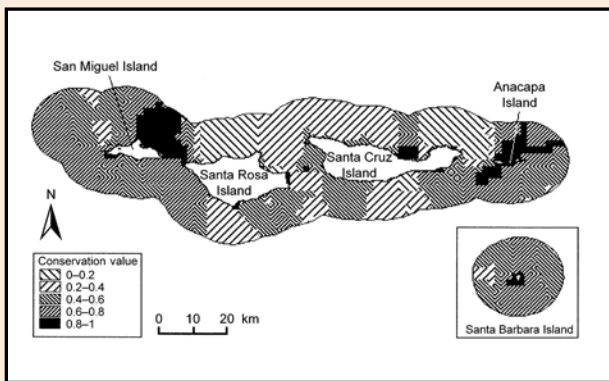 San Miguel Island
Anacapa
Island
Santa Rosa
Island
Santa Cruz
Island
N
Conservation value
0–0.2
0.2–0.4
0.4–0.6
0.6–0.8
0.8–1
0 10 20 km
Santa Barbara Island